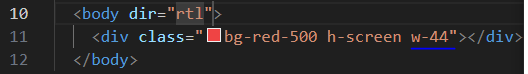 10 <body dir="rtl">
11 <div class="bg-red-500 h-screen w-44"></div>
12 </body>